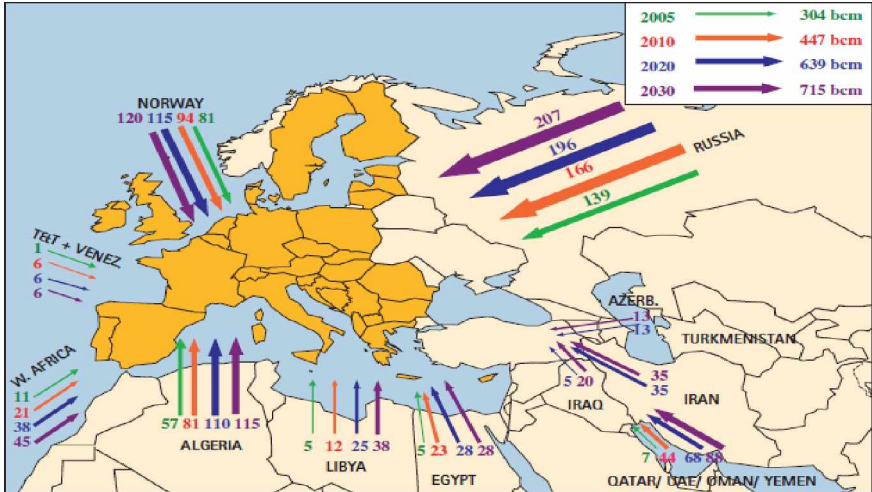 2005 304 bcm
2010 447 bcm
2020 639 bcm
2030 715 bcm
NORWAY
120 115 94 81
207
196
166
139
RUSSIA
T&T + VENEZ.
1
6
6
6
AZERB.
13
13
TURKMENISTAN
W. AFRICA
11
21
38
45
5 20
35
35
IRAQ
IRAN
57 81 110 115
ALGERIA
5 12 25 38
LIBYA
5 23 28 28
EGYPT
7 44 68 88
QATAR/ UAE/ OMAN/ YEMEN